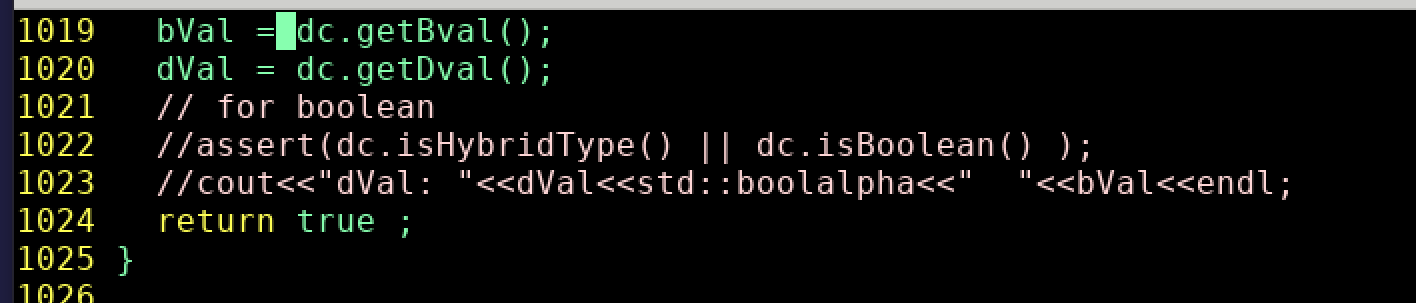 1019   bVal = dc.getBval();
1020   dVal = dc.getDval();
1021   // for boolean
1022   //assert(dc.isHybridType() || dc.isBoolean() );
1023   //cout<<"dVal: "<<dVal<<std::boolalpha<<"  "<<bVal<<endl;
1024   return true ;
1025 }
1026